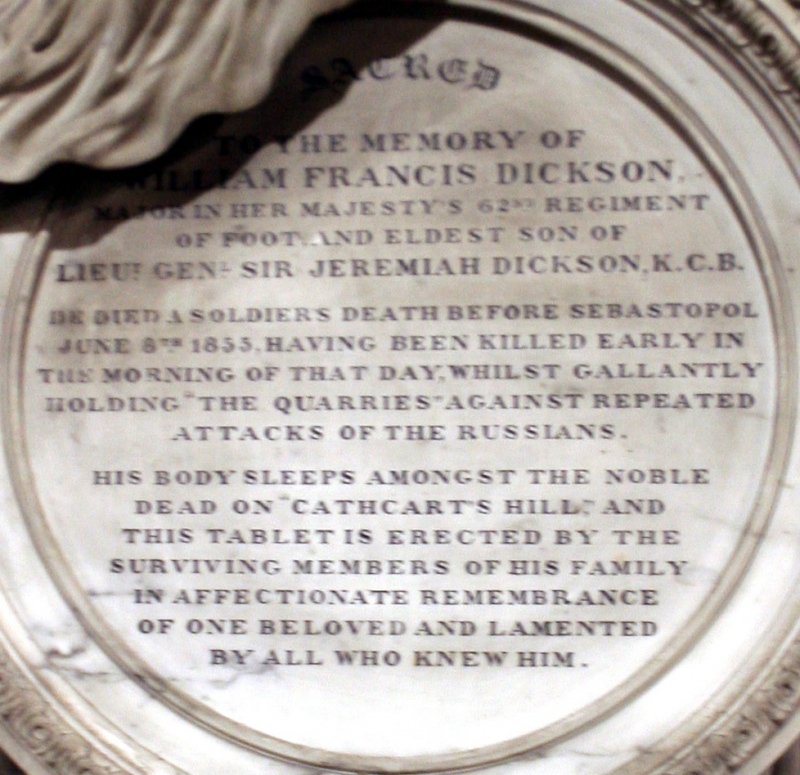 SACRED
TO THE MEMORY OF
WILLIAM FRANCIS DICKSON,
MAJOR IN HER MAJESTY'S 62ND REGIMENT
OF FOOT AND ELDEST SON OF
LIEUT GENL SIR JEREMIAH DICKSON, K.C.B.
HE DIED A SOLDIER'S DEATH BEFORE SEBASTOPOL
JUNE 8TH 1855, HAVING BEEN KILLED EARLY IN
THE MORNING OF THAT DAY, WHILST GALLANTLY
HOLDING "THE QUARRIES" AGAINST REPEATED
ATTACKS OF THE RUSSIANS.
HIS BODY SLEEPS AMONGST THE NOBLE
DEAD ON "CATHCART'S HILL," AND
THIS TABLET IS ERECTED BY THE
SURVIVING MEMBERS OF HIS FAMILY
IN AFFECTIONATE REMEMBRANCE
OF ONE BELOVED AND LAMENTED
BY ALL WHO KNEW HIM.